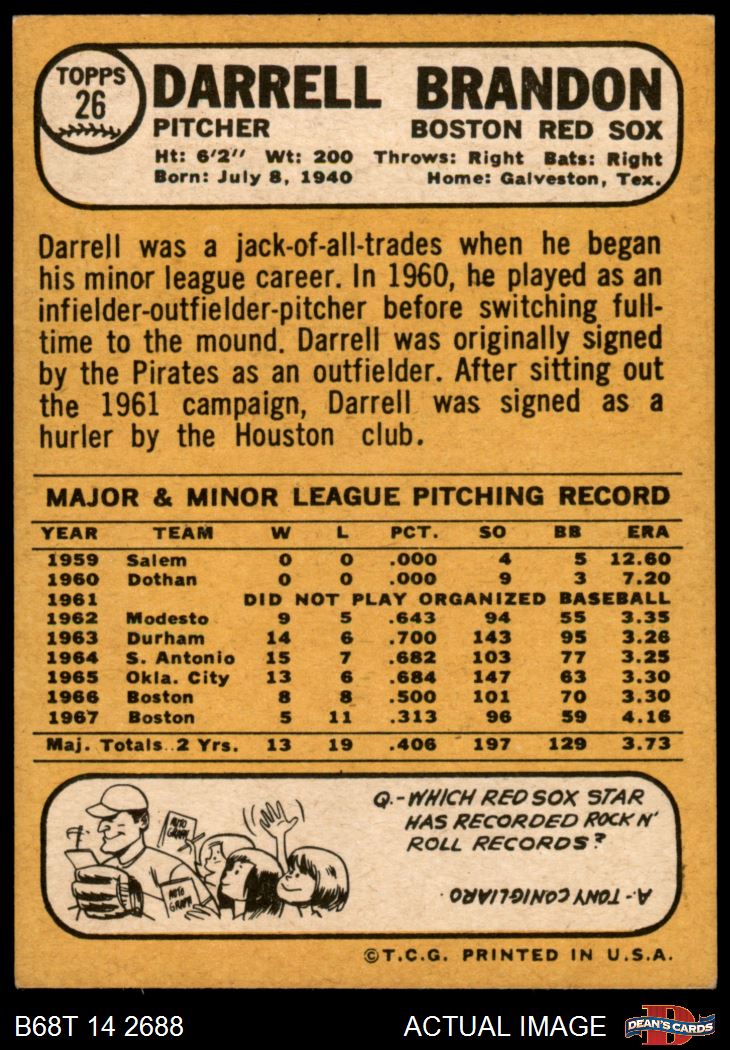 TOPPS
26
DARRELL BRANDON
PITCHER BOSTON RED SOX
Ht: 6'2'' Wt: 200 Throws: Right Bats: Right
Born: July 8, 1940 Home: Galveston, Tex.
Darrell was a jack-of-all-trades when he began
his minor league career. In 1960, he played as an
infielder-outfielder-pitcher before switching full-
time to the mound. Darrell was originally signed
by the Pirates as an outfielder. After sitting out
the 1961 campaign, Darrell was signed as a
hurler by the Houston club.
MAJOR & MINOR LEAGUE PITCHING RECORD
YEAR TEAM W L PCT. SO BB ERA
1959 Salem 0 0 .000 4 5 12.60
1960 Dothan 0 0 .000 9 3 7.20
1961 DID NOT PLAY ORGANIZED BASEBALL
1962 Modesto 9 5 .643 94 55 3.35
1963 Durham 14 6 .700 143 95 3.26
1964 S. Antonio 15 7 .682 103 77 3.25
1965 Okla. City 13 6 .684 147 63 3.30
1966 Boston 8 8 .500 101 70 3.30
1967 Boston 5 11 .313 96 59 4.16
Maj. Totals..2 Yrs. 13 19 .406 197 129 3.73
AUTO
GRAPH
AUTO
GRAPH
Q.-WHICH RED SOX STAR
HAS RECORDED ROCK N'
ROLL RECORDS?
A.-TONY CONIGLIARO
©T.C.G. PRINTED IN U.S.A.
B68T 14 2688 ACTUAL IMAGE
D
DEAN'S CARDS